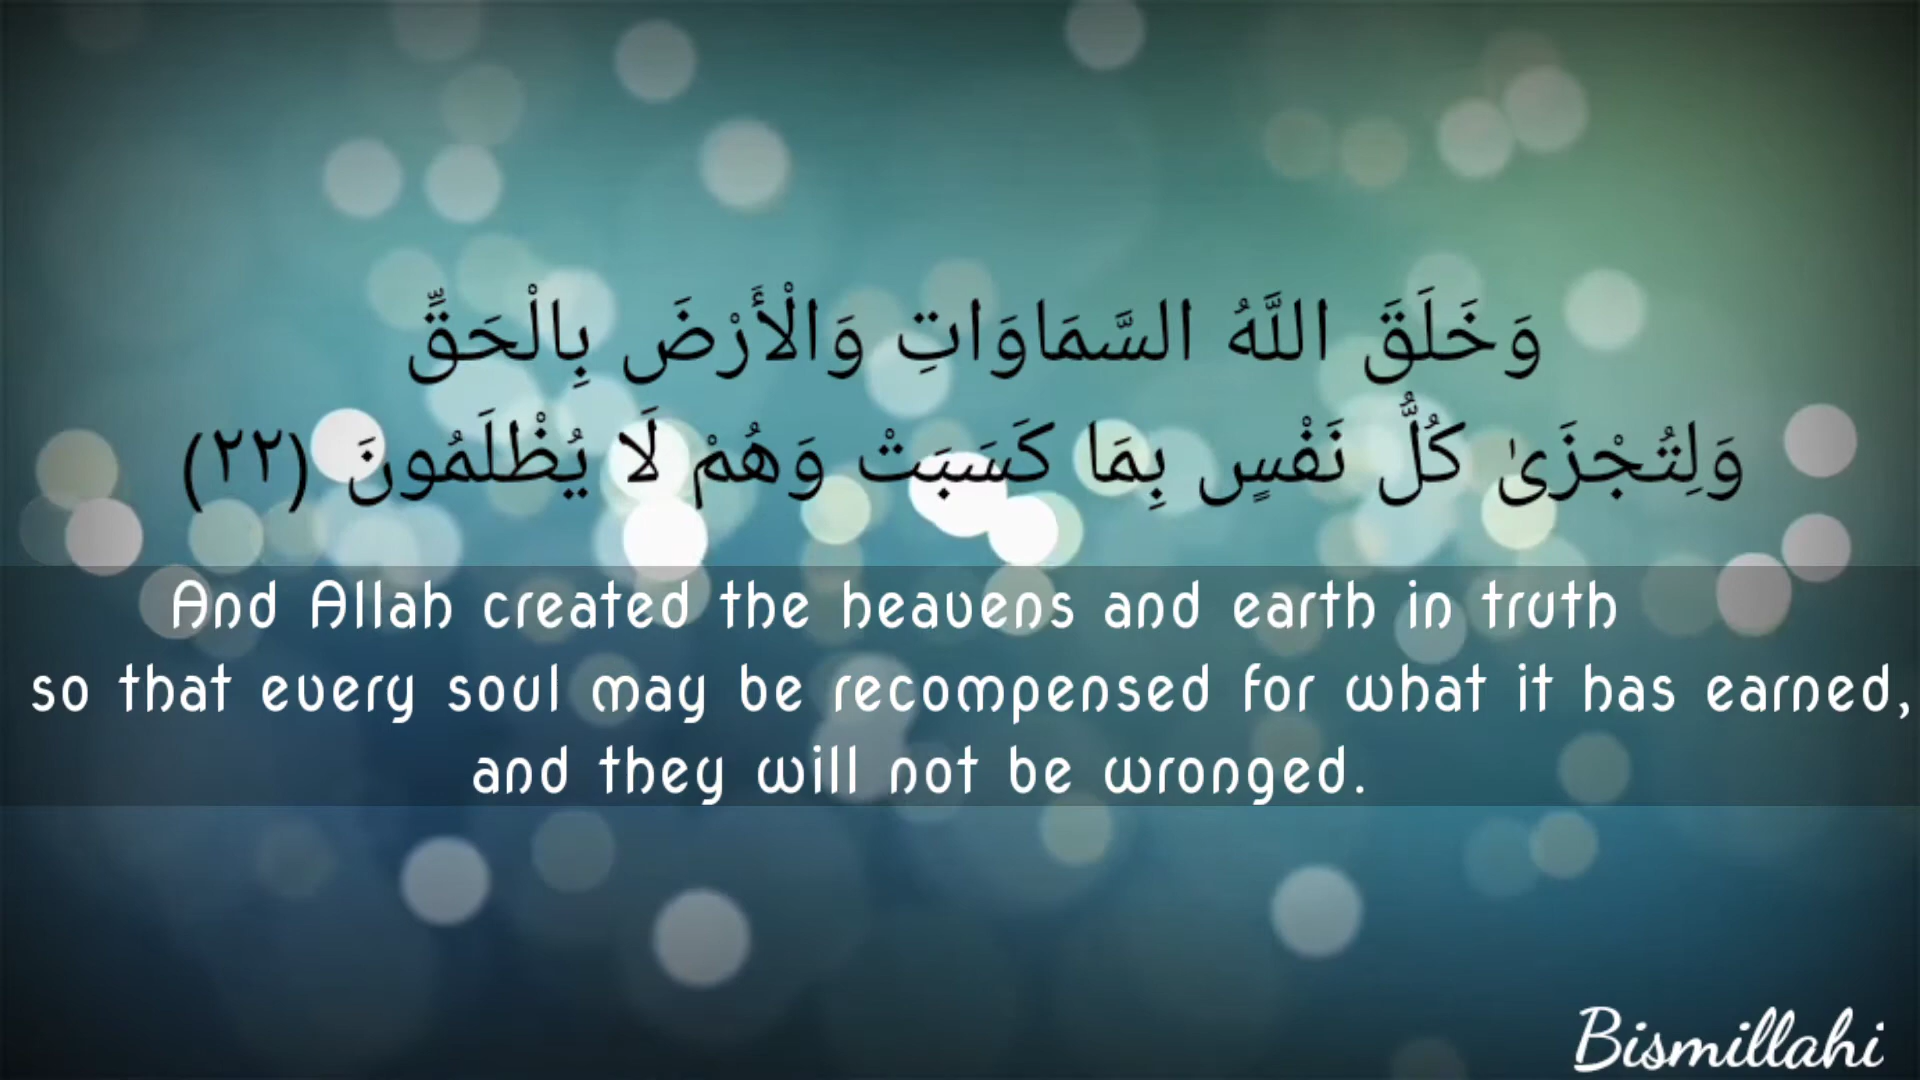 وَخَلَقَ اللَّهُ السَّمَاوَاتِ وَالْأَرْضَ بِالْحَقِّ
وَلِتُجْزَىٰ كُلُّ نَفْسٍ بِمَا كَسَبَتْ وَهُمْ لَا يُظْلَمُونَ (٢٢)
And Allah created the heavens and earth in truth
so that every soul may be recompensed for what it has earned,
and they will not be wronged.
Bismillahi